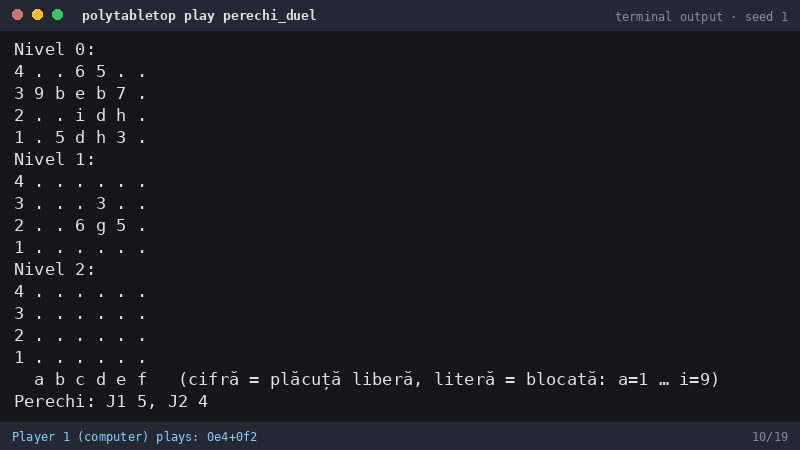 polytabletop play perechi_duel
terminal output · seed 1
Nivel 0:
4 . . 6 5 . .
3 9 b e b 7 .
2 . . i d h .
1 . 5 d h 3 .
Nivel 1:
4 . . . . . .
3 . . . 3 . .
2 . . 6 g 5 .
1 . . . . . .
Nivel 2:
4 . . . . . .
3 . . . . . .
2 . . . . . .
1 . . . . . .
a b c d e f (cifră = plăcuță liberă, literă = blocată: a=1 … i=9)
Perechi: J1 5, J2 4
Player 1 (computer) plays: 0e4+0f2
10/19